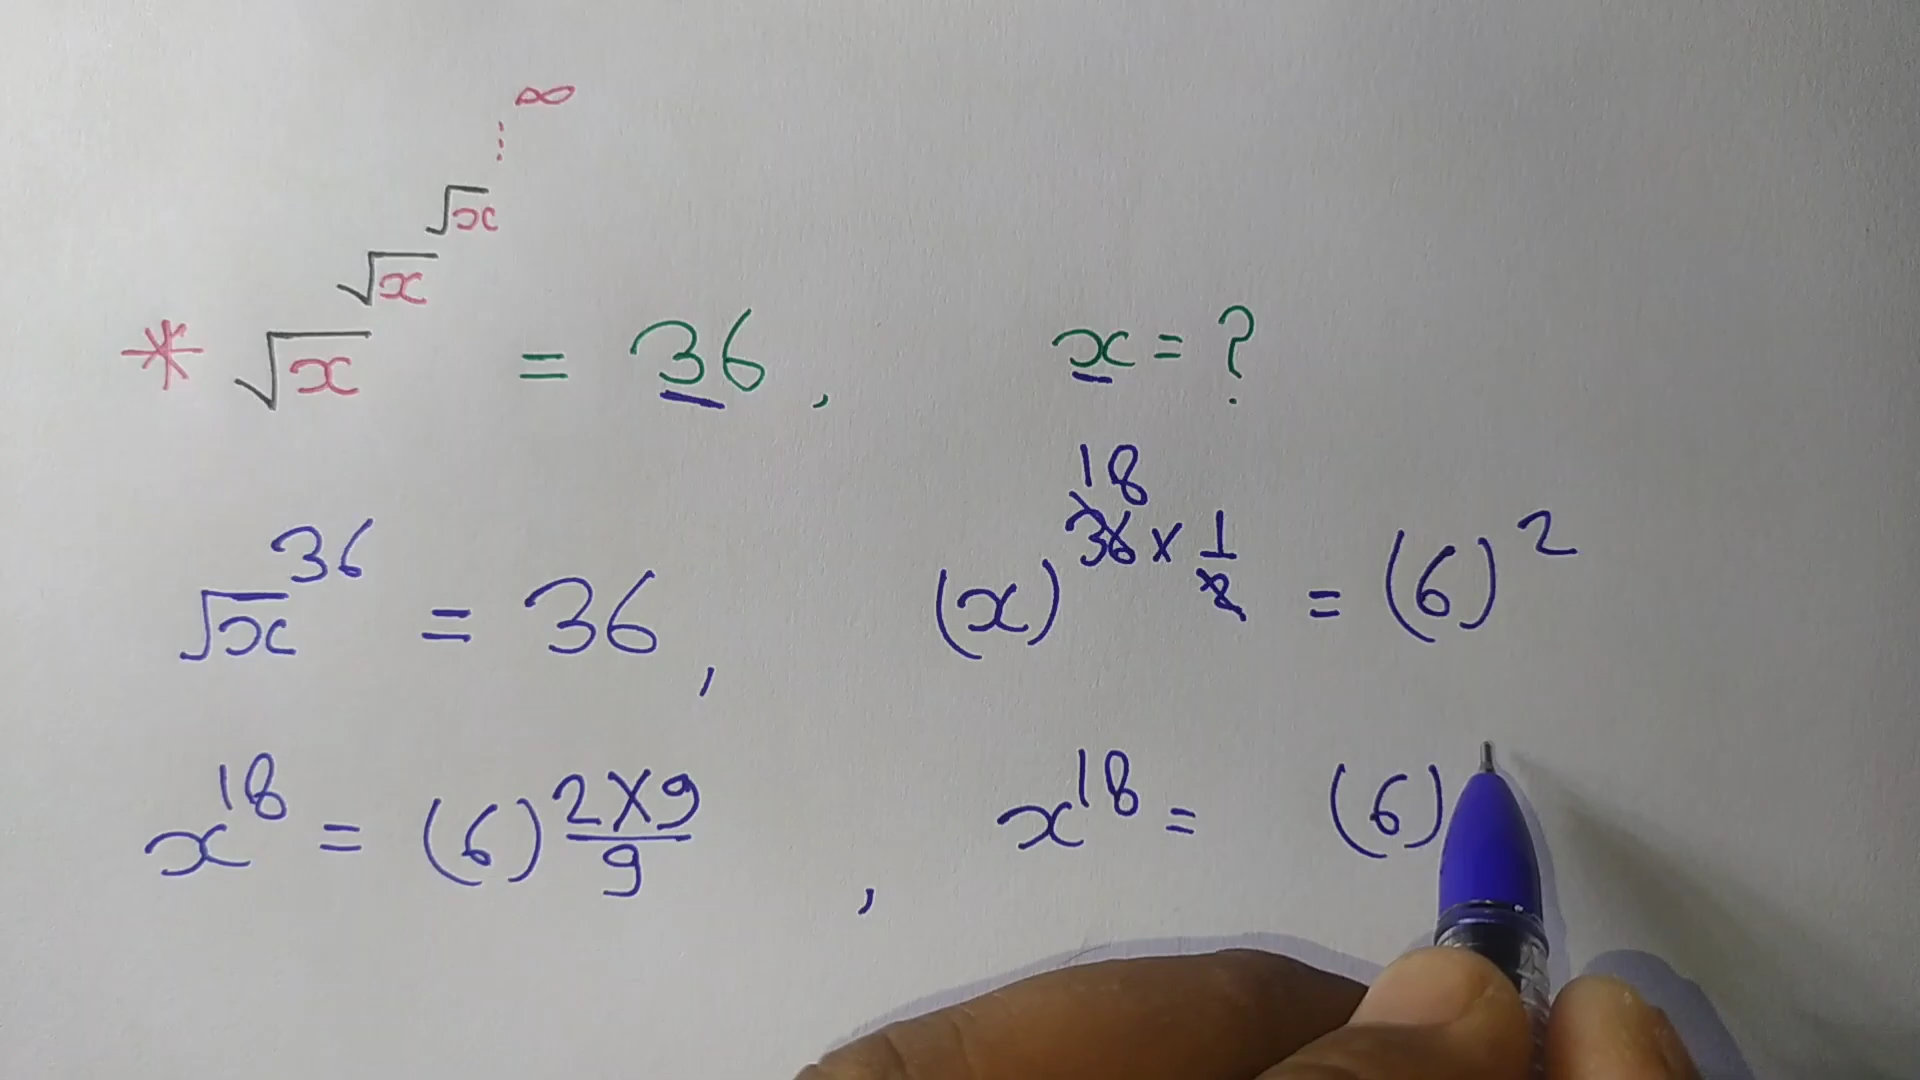 * √x^√x^√x^⋮^∞ = 36, x = ?
√x^36 = 36, (x)^(36 × 1/2) 18 = (6)^2
x^18 = (6)^((2×9)/9), x^18 = (6)